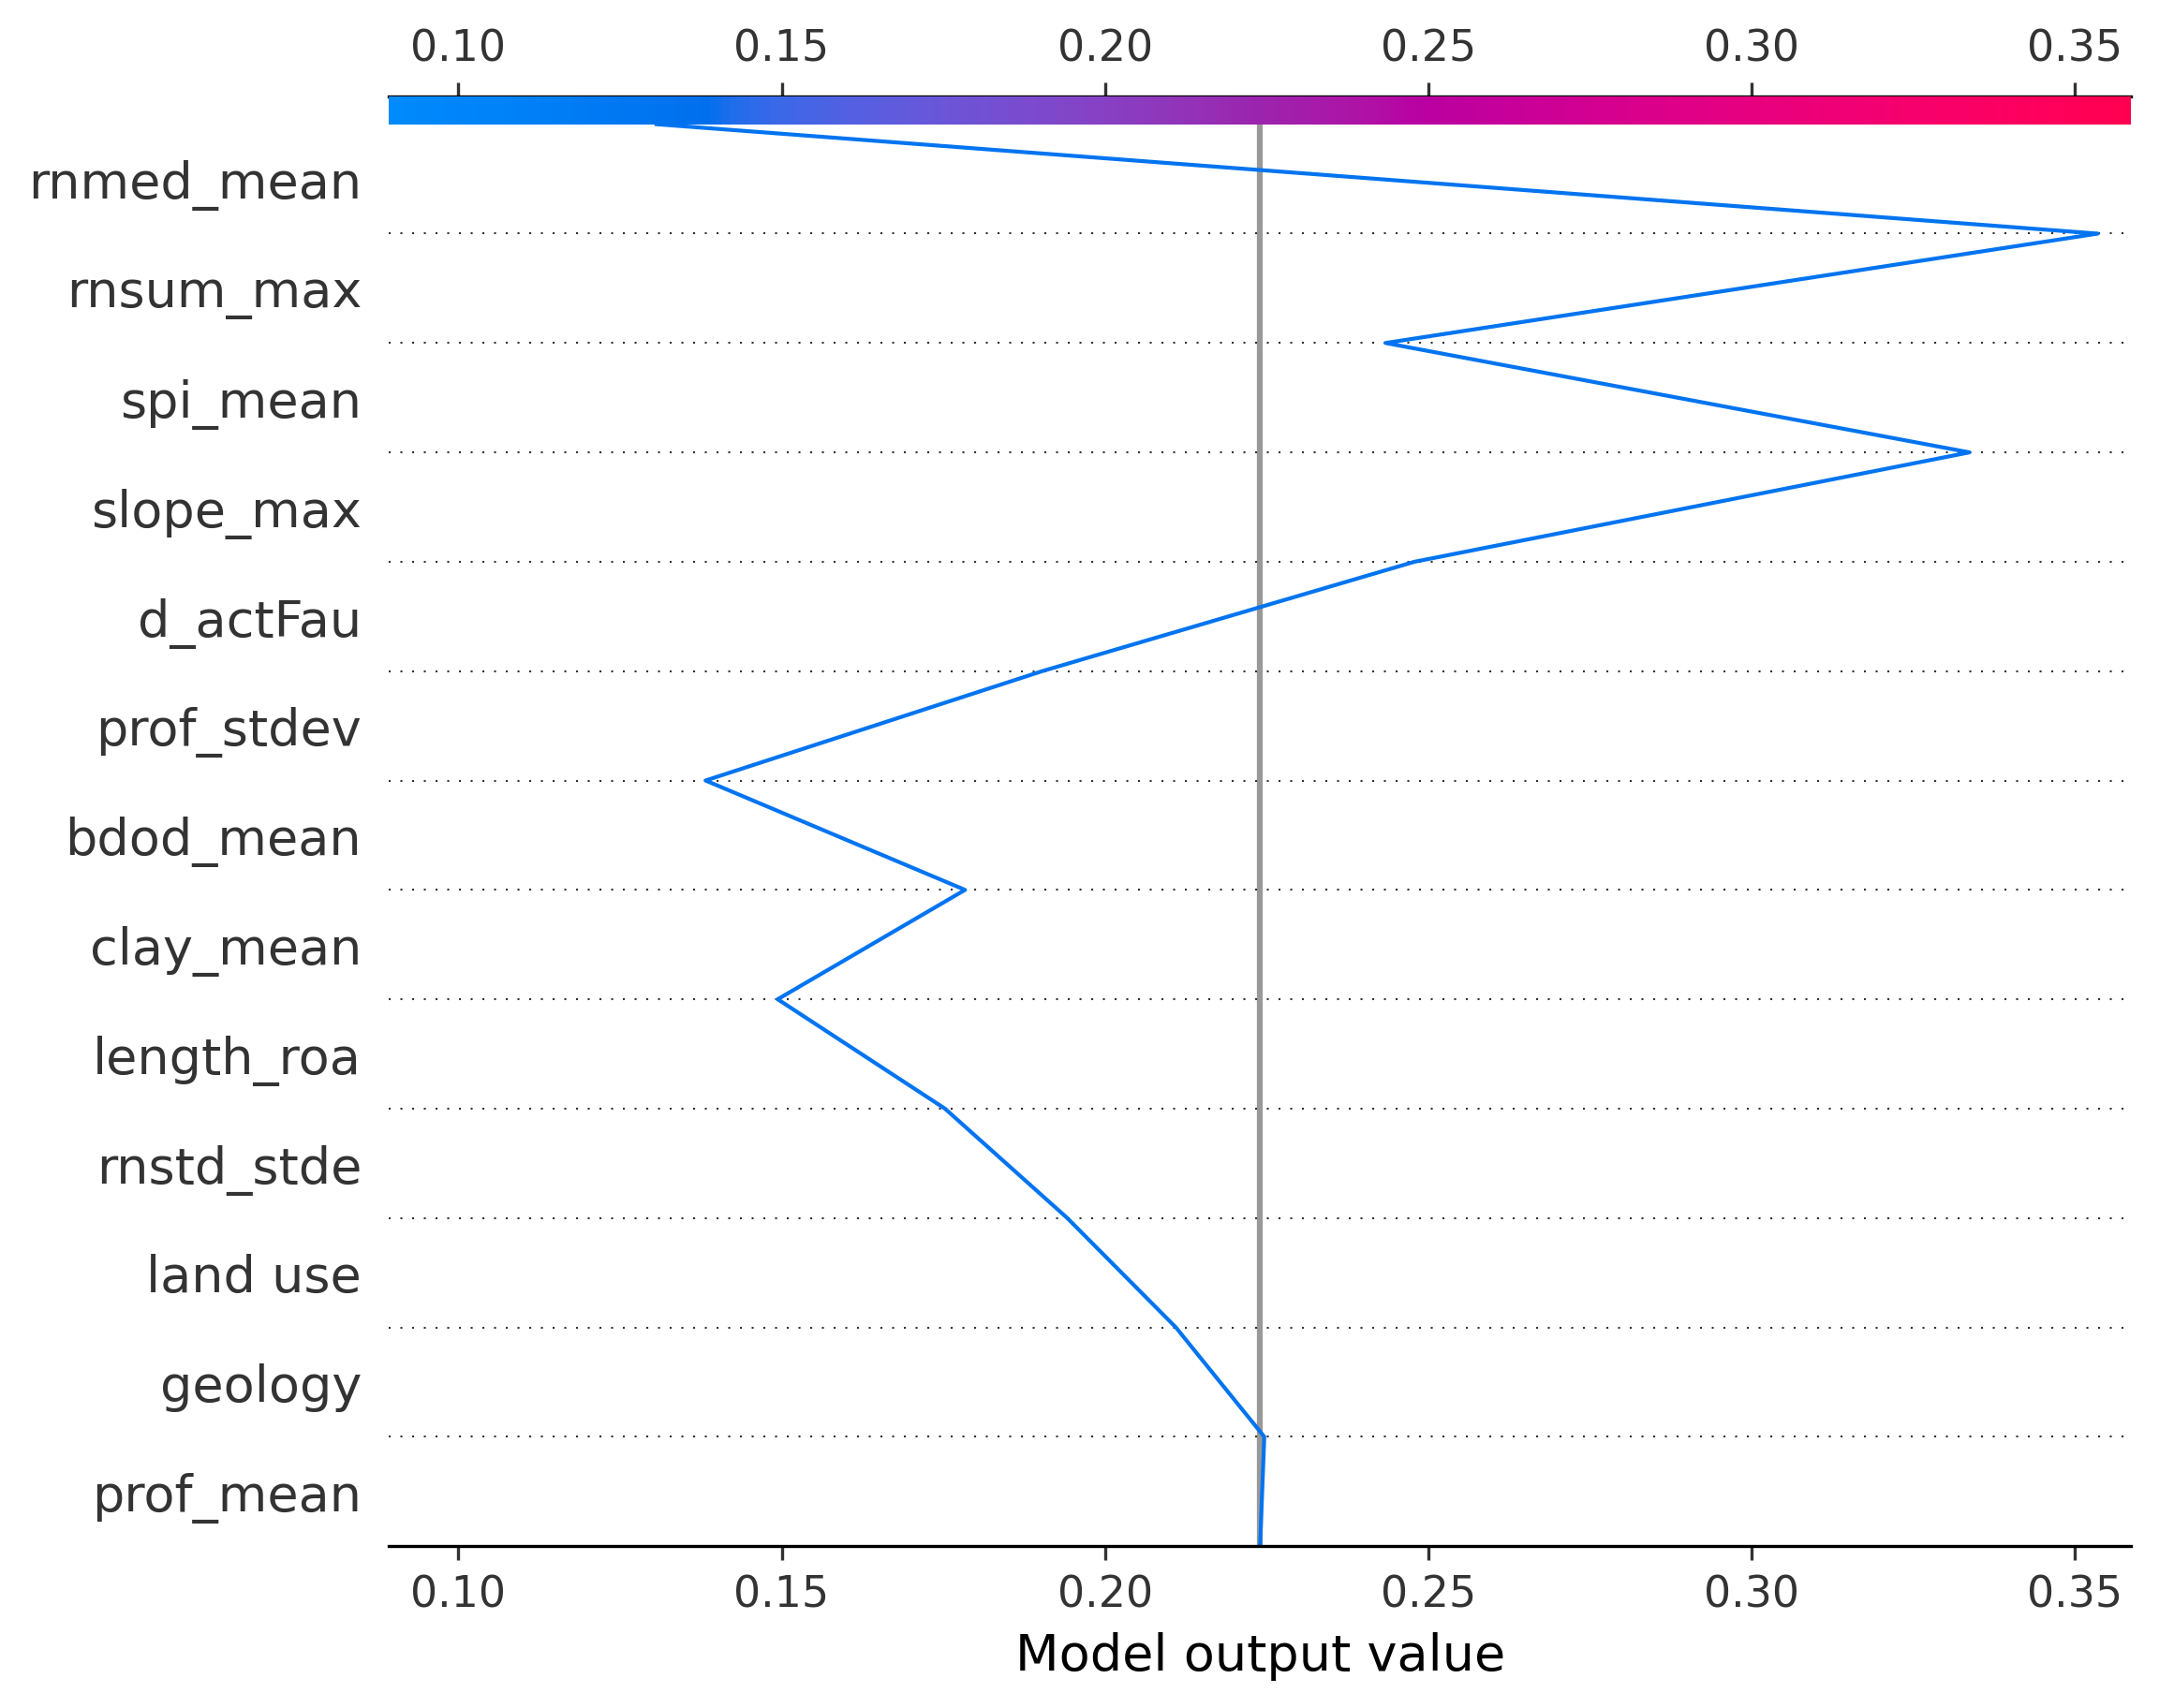 0.10 0.15 0.20 0.25 0.30 0.35
rnmed_mean
rnsum_max
spi_mean
slope_max
d_actFau
prof_stdev
bdod_mean
clay_mean
length_roa
rnstd_stde
land use
geology
prof_mean
0.10 0.15 0.20 0.25 0.30 0.35
Model output value